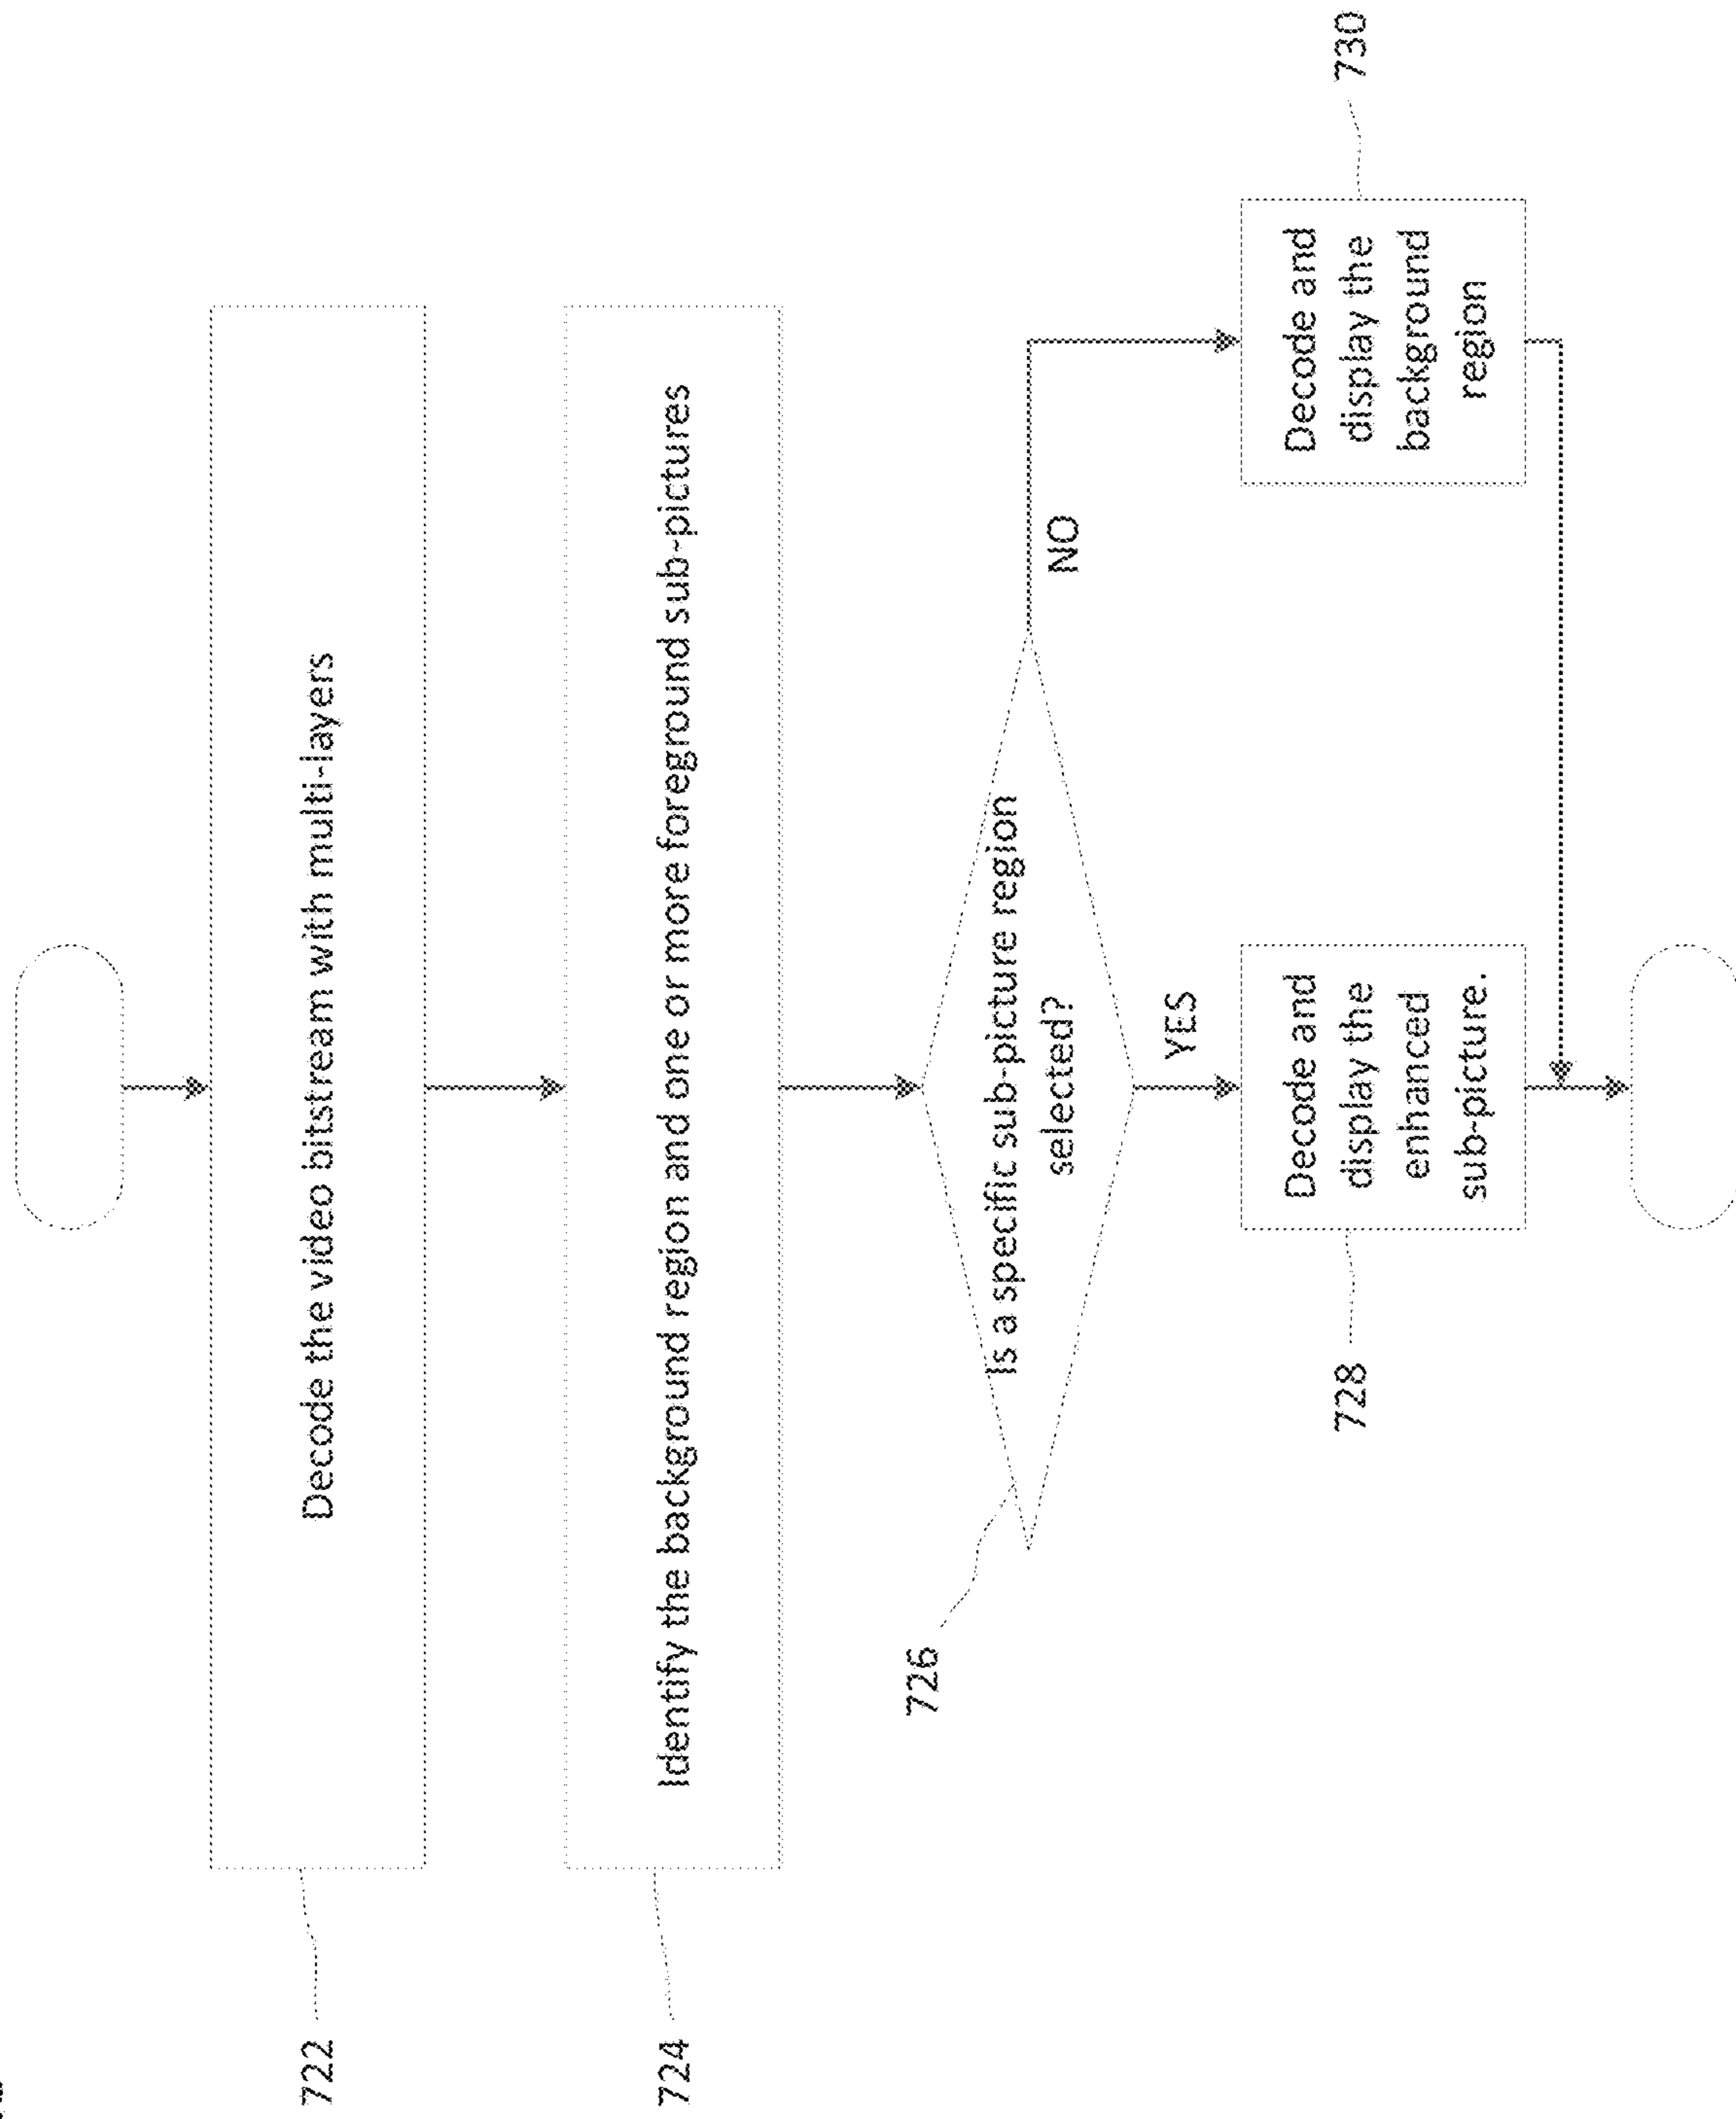 Decode the video bitstream with multi-layers
722
Identify the background region and one or more foreground sub-pictures
724
Is a specific sub-picture region
selected?
726
NO
YES
Decode and
display the
enhanced
sub-picture.
728
Decode and
display the
background
region
730